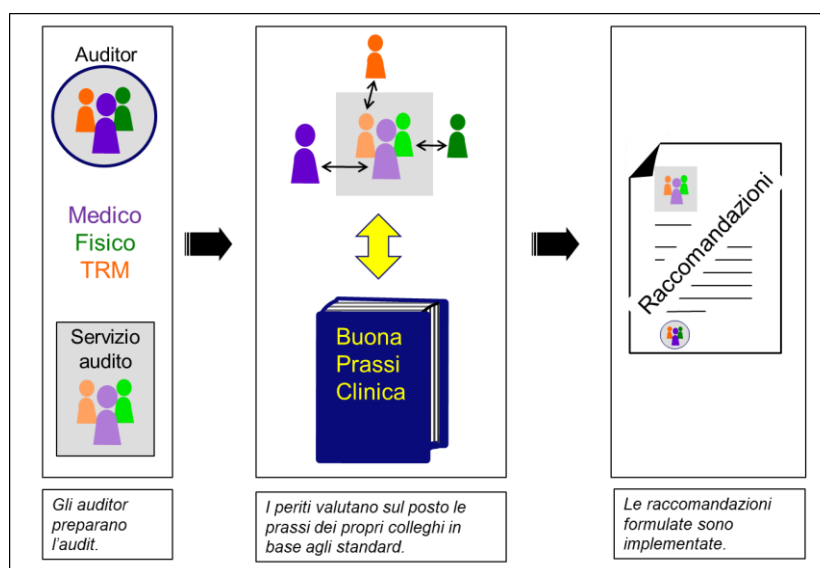 Auditor
Medico
Fisico
TRM
Servizio
audito
Gli auditor
preparano
l'audit.
Buona
Prassi
Clinica
I periti valutano sul posto le
prassi dei propri colleghi in
base agli standard.
Raccomandazioni
Le raccomandazioni
formulate sono
implementate.